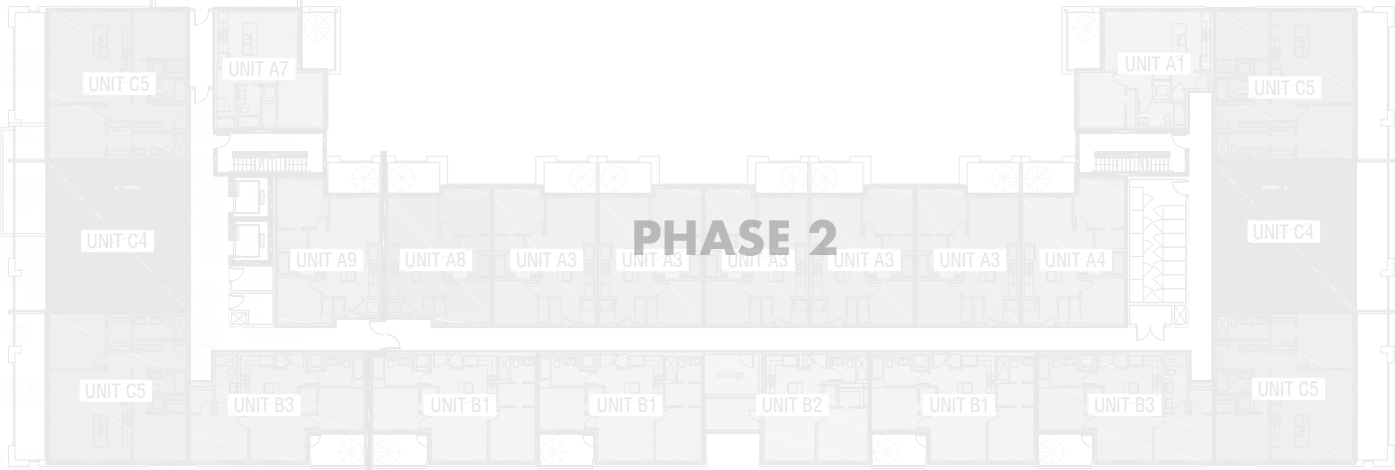 UNIT C5
UNIT A7
UNIT A1
UNIT C5
PHASE 2
UNIT C4
UNIT C4
UNIT A9
UNIT A8
UNIT A3
UNIT A3
UNIT A3
UNIT A3
UNIT A3
UNIT A4
UNIT C5
UNIT B3
UNIT B1
UNIT B1
UNIT B2
UNIT B1
UNIT B3
UNIT C5